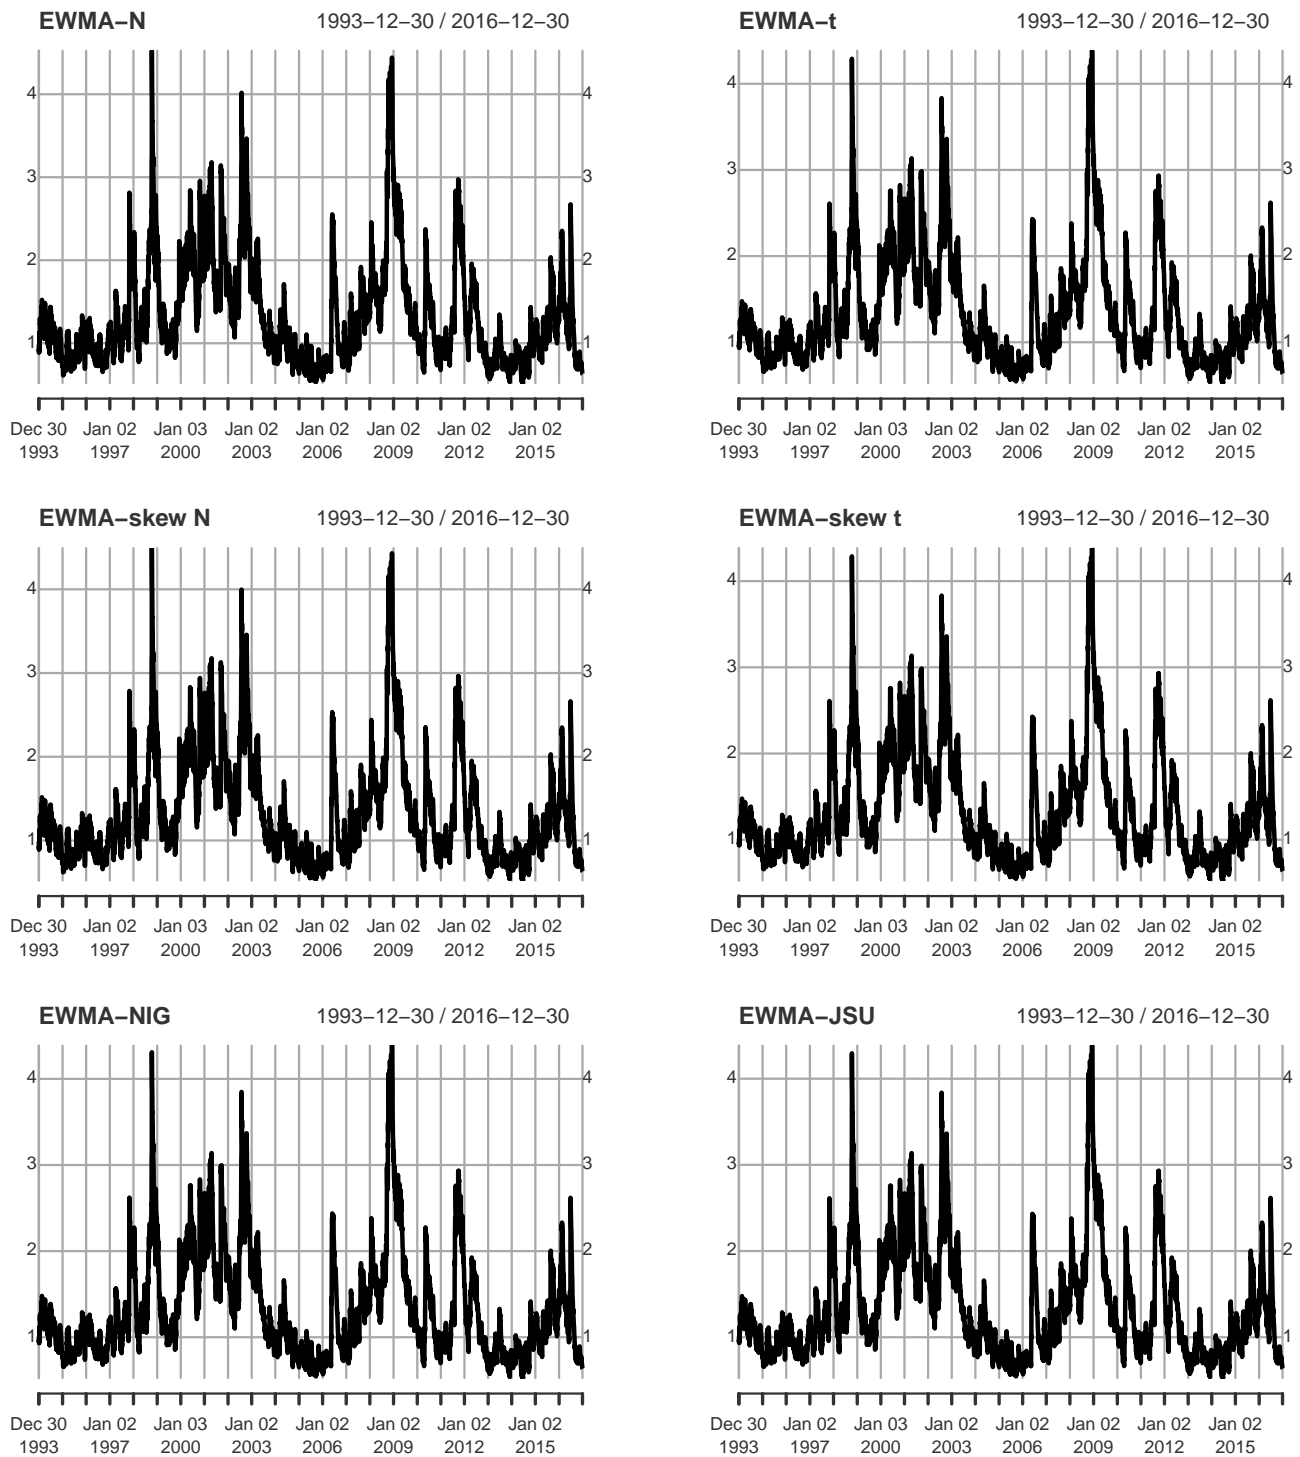 EWMA−N 1993−12−30 / 2016−12−30
4 4
3 3
2 2
1 1
Dec 30 Jan 02 Jan 03 Jan 02 Jan 02 Jan 02 Jan 02 Jan 02
1993 1997 2000 2003 2006 2009 2012 2015
EWMA−t 1993−12−30 / 2016−12−30
4 4
3 3
2 2
1 1
Dec 30 Jan 02 Jan 03 Jan 02 Jan 02 Jan 02 Jan 02 Jan 02
1993 1997 2000 2003 2006 2009 2012 2015
EWMA−skew N 1993−12−30 / 2016−12−30
4 4
3 3
2 2
1 1
Dec 30 Jan 02 Jan 03 Jan 02 Jan 02 Jan 02 Jan 02 Jan 02
1993 1997 2000 2003 2006 2009 2012 2015
EWMA−skew t 1993−12−30 / 2016−12−30
4 4
3 3
2 2
1 1
Dec 30 Jan 02 Jan 03 Jan 02 Jan 02 Jan 02 Jan 02 Jan 02
1993 1997 2000 2003 2006 2009 2012 2015
EWMA−NIG 1993−12−30 / 2016−12−30
4 4
3 3
2 2
1 1
Dec 30 Jan 02 Jan 03 Jan 02 Jan 02 Jan 02 Jan 02 Jan 02
1993 1997 2000 2003 2006 2009 2012 2015
EWMA−JSU 1993−12−30 / 2016−12−30
4 4
3 3
2 2
1 1
Dec 30 Jan 02 Jan 03 Jan 02 Jan 02 Jan 02 Jan 02 Jan 02
1993 1997 2000 2003 2006 2009 2012 2015